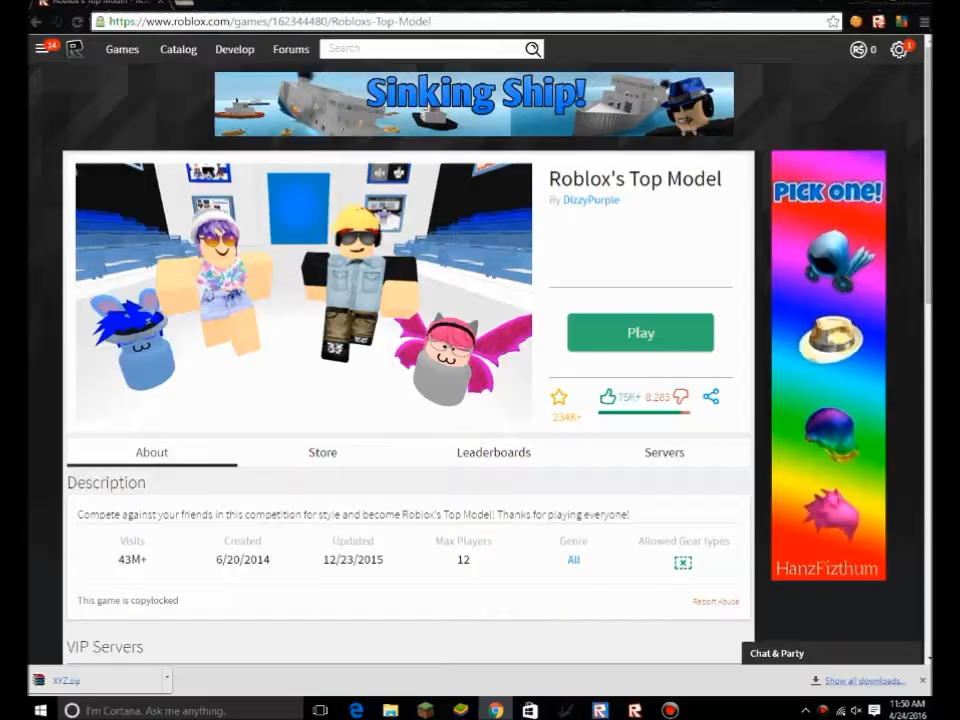 https://www.roblox.com/games/162344480/Robloxs-Top-Model
14
Games
Catalog
Develop
Forums
Search
R$ 0
1
Sinking Ship!
Roblox's Top Model
By DizzyPurple
Play
234K+
75K+
8,283
PICK ONE!
HanzFizthum
About
Store
Leaderboards
Servers
Description
Compete against your friends in this competition for style and become Roblox's Top Model! Thanks for playing everyone!
Visits
Created
Updated
Max Players
Genre
Allowed Gear types
43M+
6/20/2014
12/23/2015
12
All
This game is copylocked
Report Abuse
VIP Servers
Chat & Party
XYZ.zip
Show all downloads...
I'm Cortana. Ask me anything.
11:50 AM
4/24/2016